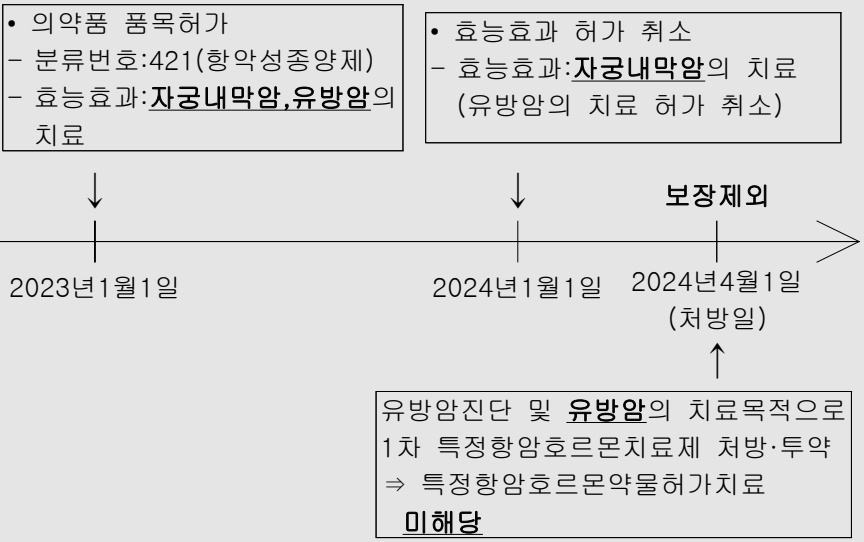 • 의약품 품목허가
– 분류번호:421(항악성종양제)
– 효능효과:자궁내막암,유방암의
치료
• 효능효과 허가 취소
– 효능효과:자궁내막암의 치료
(유방암의 치료 허가 취소)
보장제외
2023년1월1일
2024년1월1일
2024년4월1일
(처방일)
유방암진단 및 유방암의 치료목적으로
1차 특정항암호르몬치료제 처방·투약
⇒ 특정항암호르몬약물허가치료
미해당